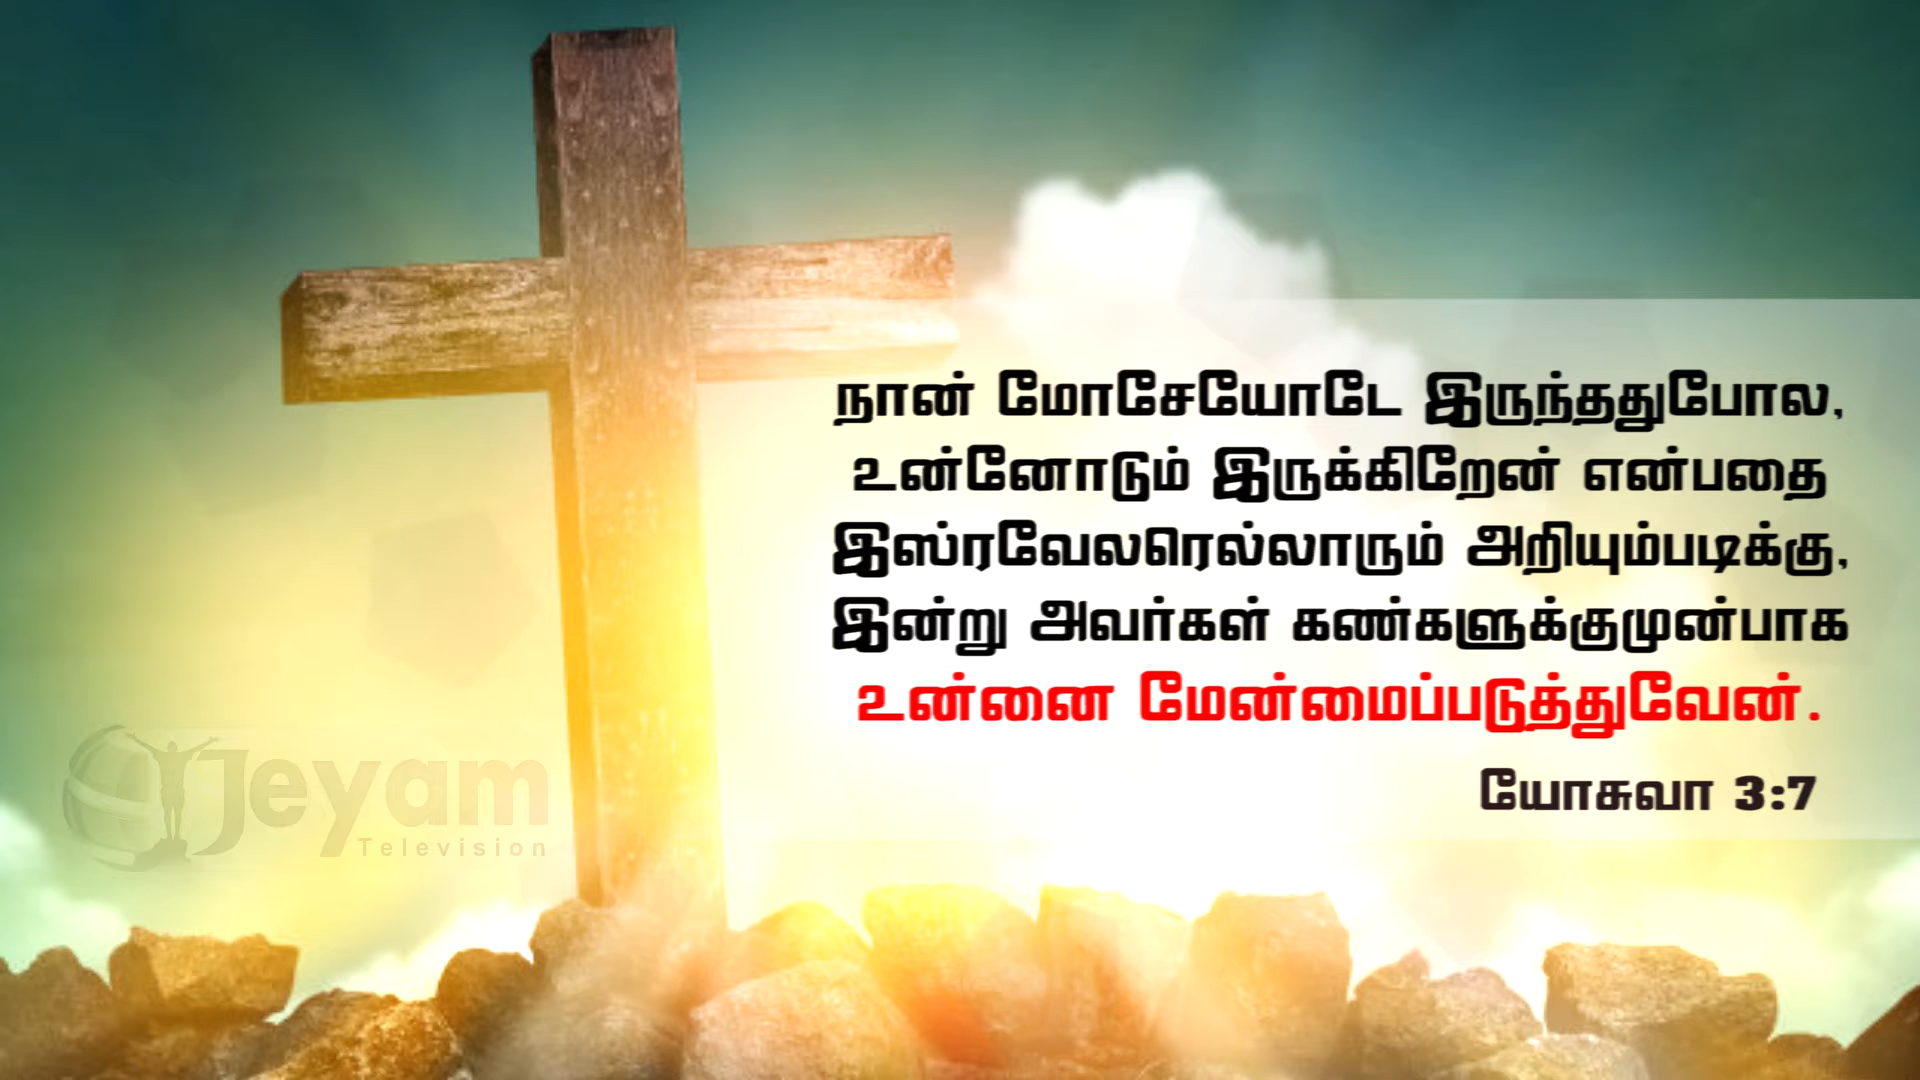 நான் மோசேயோடே இருந்ததுபோல,
உன்னோடும் இருக்கிறேன் என்பதை
இஸ்ரவேலரெல்லாரும் அறியும்படிக்கு,
இன்று அவர்கள் கண்களுக்குமுன்பாக
உன்னை மேன்மைப்படுத்துவேன்.
யோசுவா 3:7
Jeyam
Television